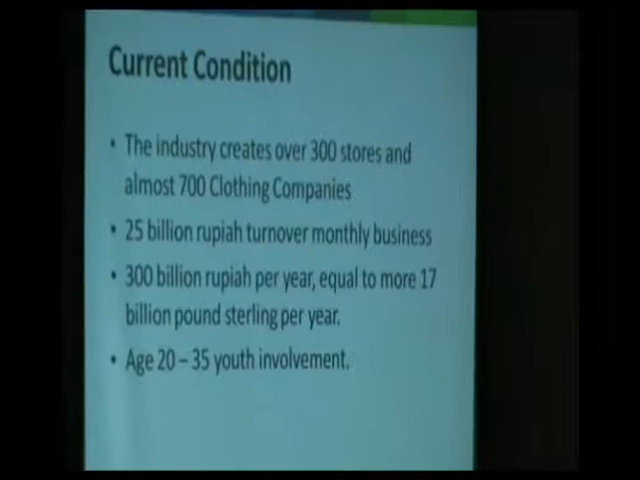 Current Condition
• The industry creates over 300 stores and
almost 700 Clothing Companies
• 25 billion rupiah turnover monthly business
• 300 billion rupiah per year, equal to more 17
billion pound sterling per year.
• Age 20 – 35 youth involvement.